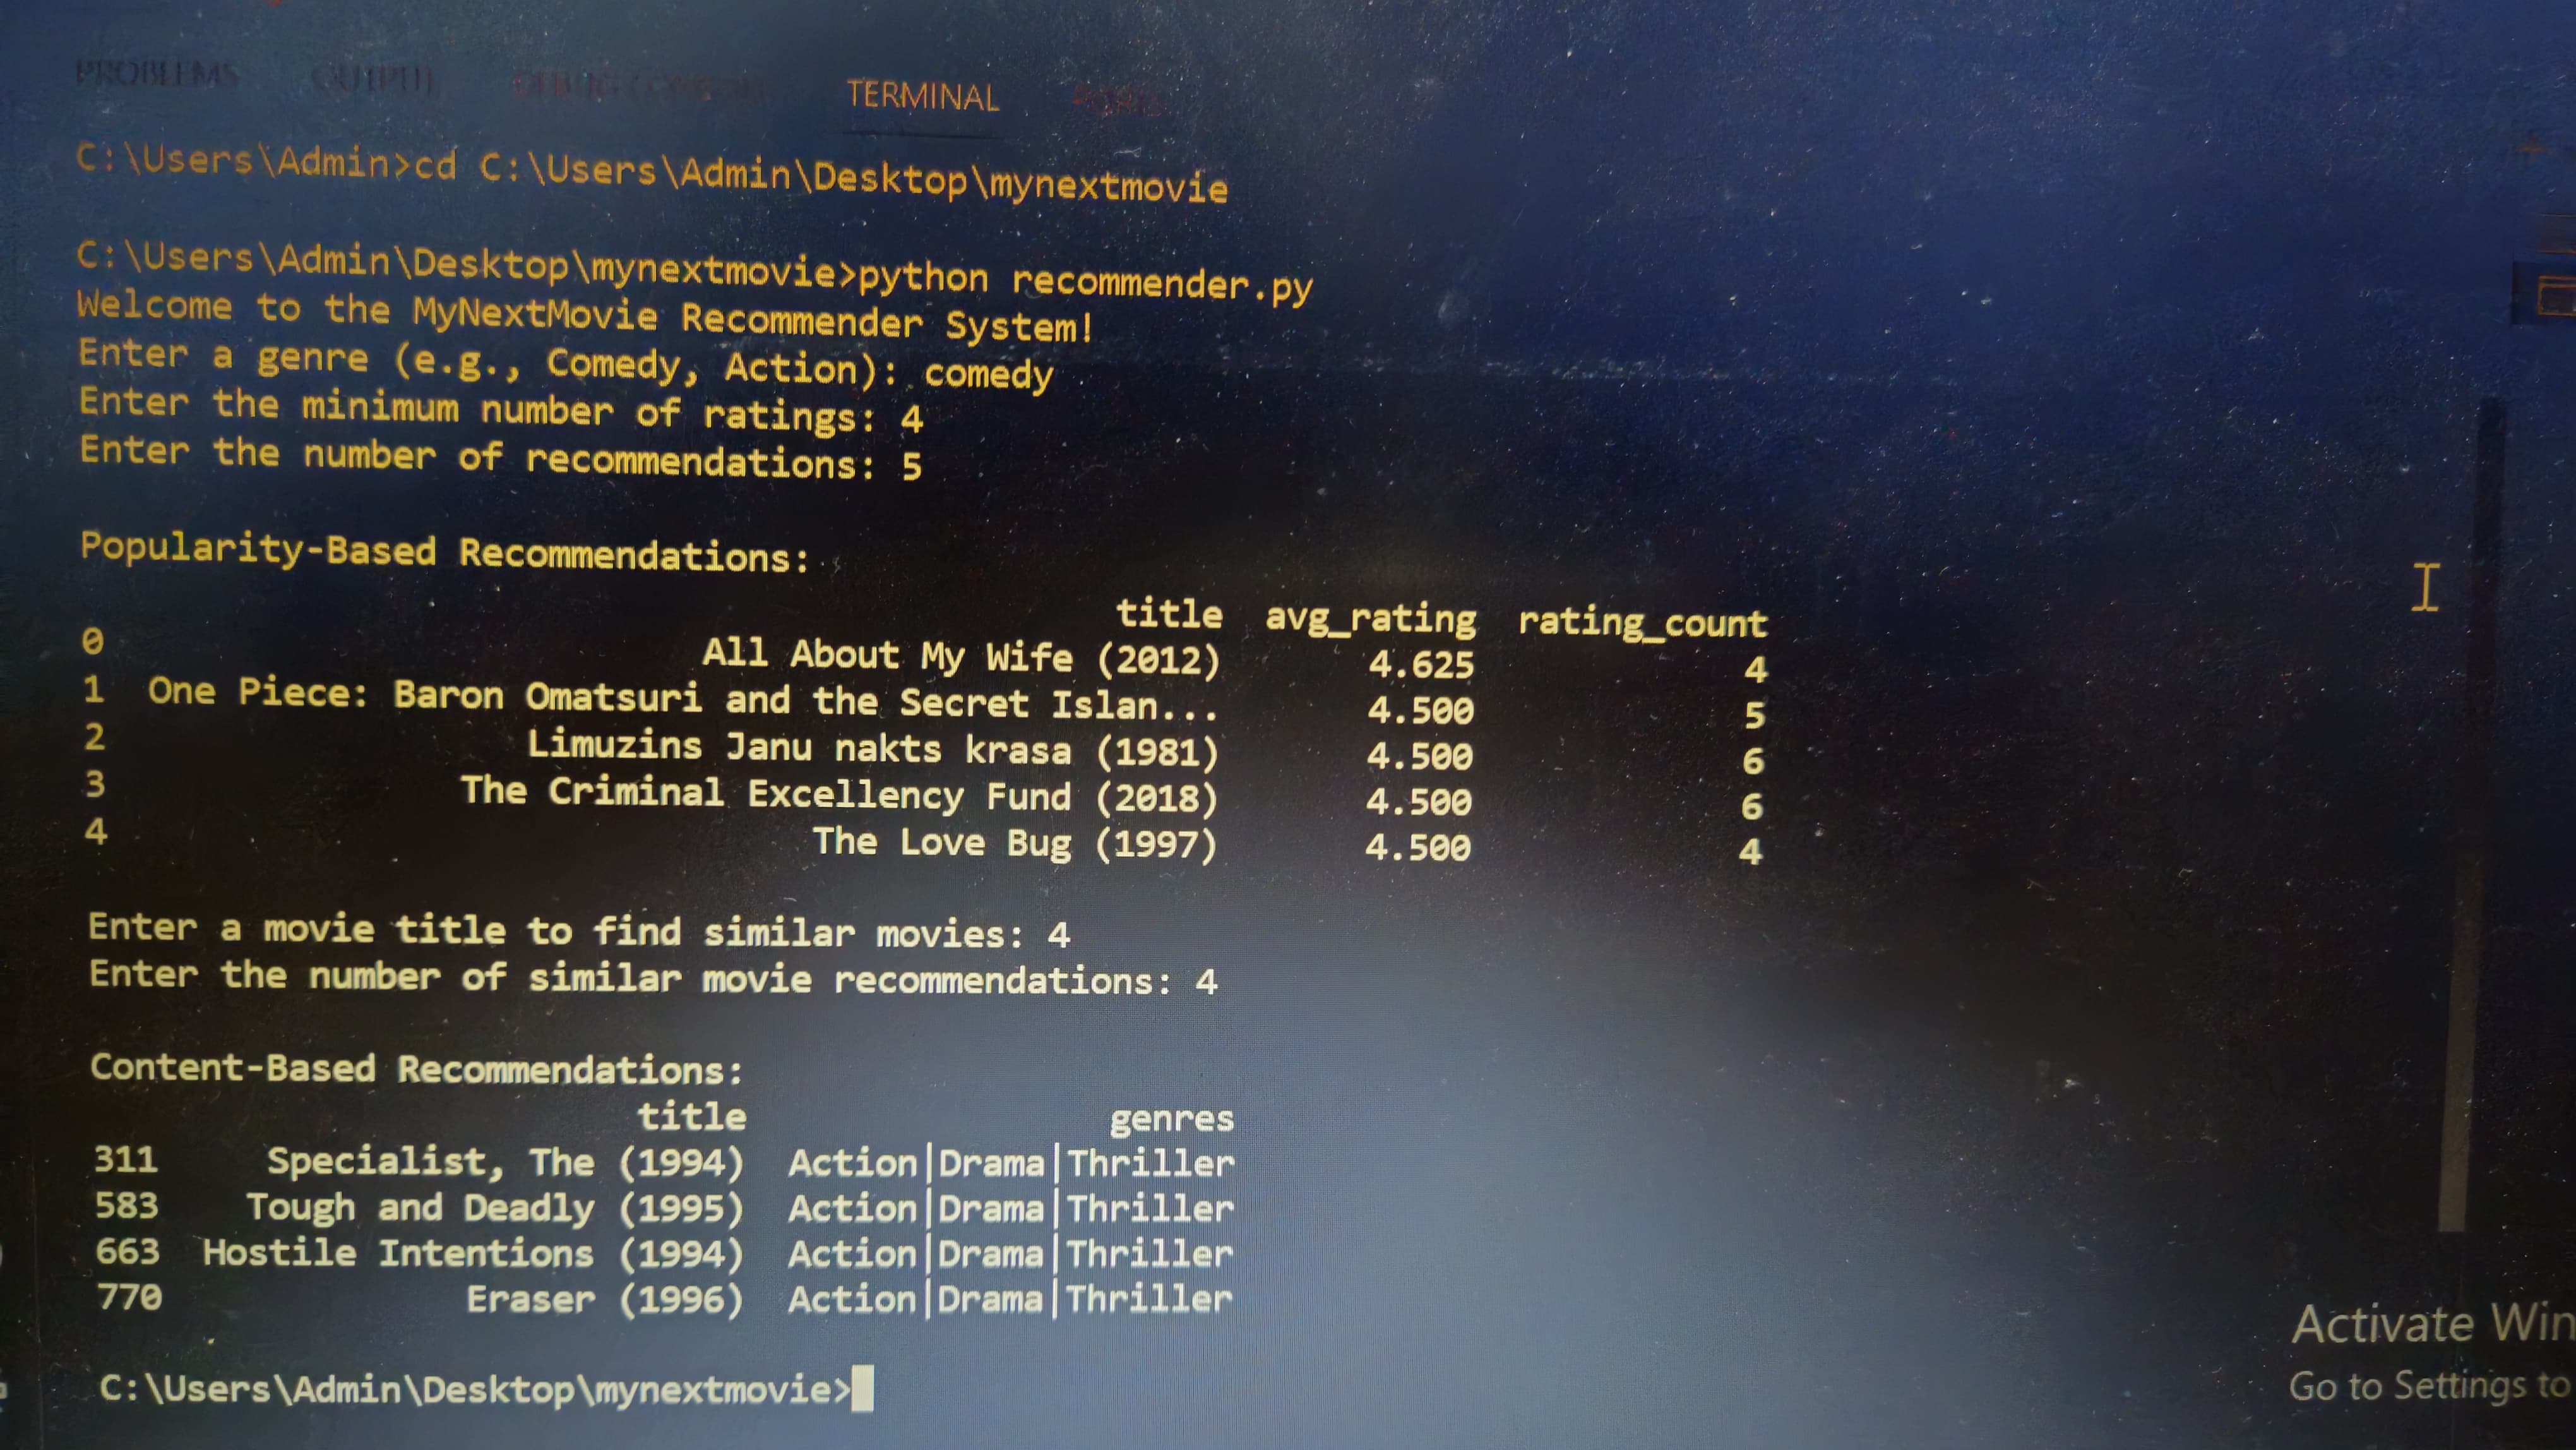 PROBLEMS OUTPUT DEBUG CONSOLE TERMINAL PORTS
C:\Users\Admin>cd C:\Users\Admin\Desktop\mynextmovie
C:\Users\Admin\Desktop\mynextmovie>python recommender.py
Welcome to the MyNextMovie Recommender System!
Enter a genre (e.g., Comedy, Action): comedy
Enter the minimum number of ratings: 4
Enter the number of recommendations: 5
Popularity-Based Recommendations:
title avg_rating rating_count
0 All About My Wife (2012) 4.625 4
1 One Piece: Baron Omatsuri and the Secret Islan... 4.500 5
2 Limuzins Janu nakts krasa (1981) 4.500 6
3 The Criminal Excellency Fund (2018) 4.500 6
4 The Love Bug (1997) 4.500 4
Enter a movie title to find similar movies: 4
Enter the number of similar movie recommendations: 4
Content-Based Recommendations:
title genres
311 Specialist, The (1994) Action|Drama|Thriller
583 Tough and Deadly (1995) Action|Drama|Thriller
663 Hostile Intentions (1994) Action|Drama|Thriller
770 Eraser (1996) Action|Drama|Thriller
C:\Users\Admin\Desktop\mynextmovie>
Activate Win
Go to Settings to